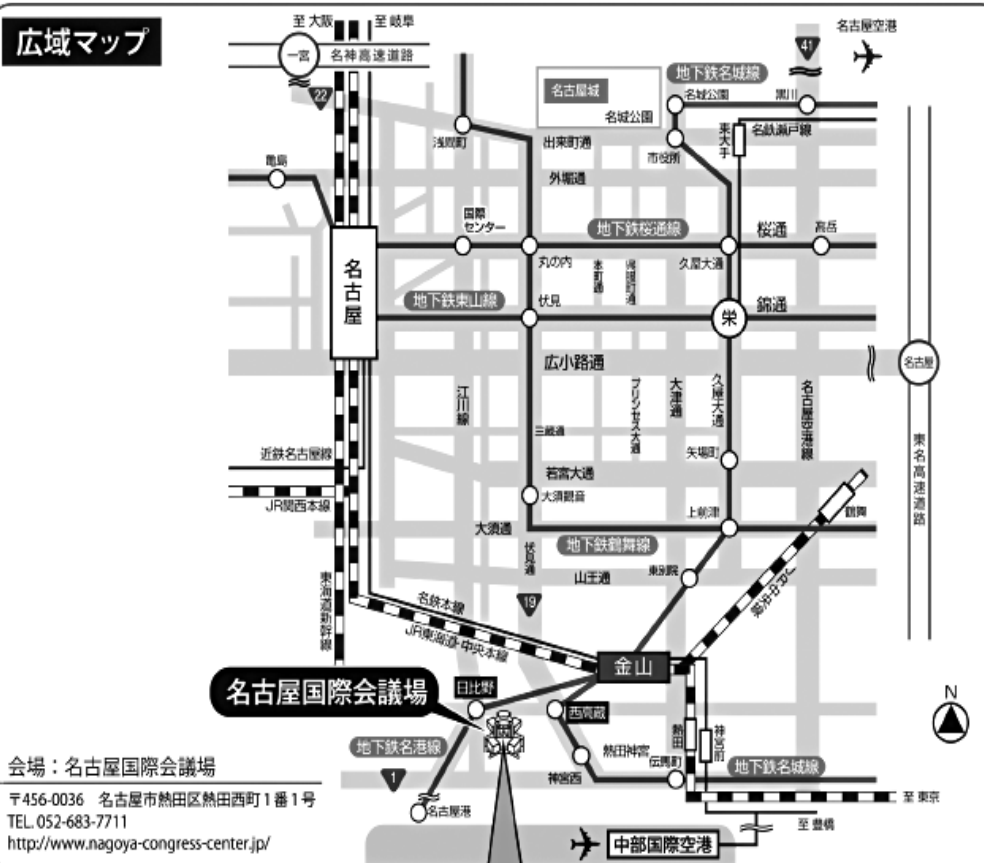 広域マップ
至 大阪
至 岐阜
名古屋空港
一宮
名神高速道路
41
22
地下鉄名城線
名古屋城
名城公園
名城公園
黒川
浅間町
出来町通
市役所
東大手
名鉄瀬戸線
亀島
外堀通
国際センター
地下鉄桜通線
桜通
高岳
名古屋
丸の内
本町通
久屋大通
地下鉄東山線
伏見
栄
錦通
広小路通
名古屋
江川線
プリンセス大通
大津通
久屋大通
名古屋空港線
三蔵通
東名高速道路
近鉄名古屋線
矢場町
若宮大通
JR関西本線
大須観音
大須通
上前津
鶴舞
地下鉄鶴舞線
伏見通
東海道新幹線
山王通
東別院
JR中央線
19
名鉄本線
JR東海道・中央本線
金山
名古屋国際会議場
日比野
西高蔵
N
地下鉄名港線
熱田
神宮前
熱田神宮
伝馬町
神宮西
地下鉄名城線
1
会場：名古屋国際会議場
名古屋港
至 東京
〒456-0036　名古屋市熱田区熱田西町1番1号
TEL. 052-683-7711
至 豊橋
http://www.nagoya-congress-center.jp/
中部国際空港